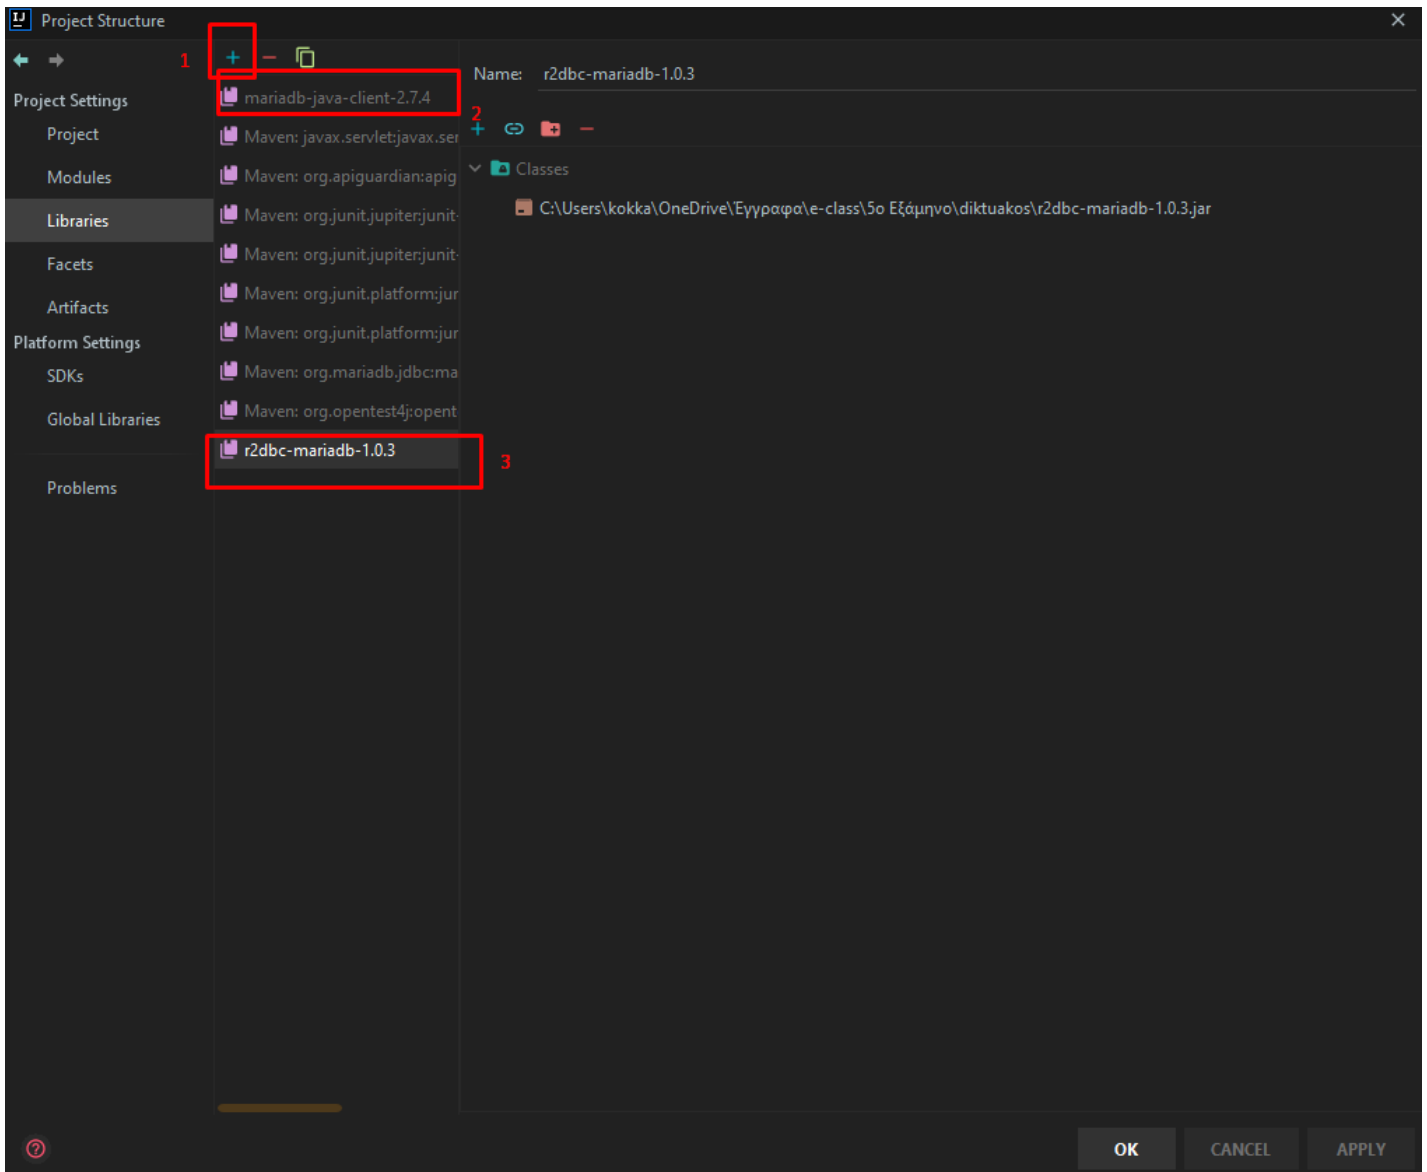 IJ Project Structure
1
Project Settings
Project
Modules
Libraries
Facets
Artifacts
Platform Settings
SDKs
Global Libraries
Problems
mariadb-java-client-2.7.4
Maven: javax.servlet:javax.ser
Maven: org.apiguardian:apig
Maven: org.junit.jupiter:junit-
Maven: org.junit.jupiter:junit-
Maven: org.junit.platform:jur
Maven: org.junit.platform:jur
Maven: org.mariadb.jdbc:ma
Maven: org.opentest4j:opent
r2dbc-mariadb-1.0.3
3
Name: r2dbc-mariadb-1.0.3
2
Classes
C:\Users\kokka\OneDrive\Έγγραφα\e-class\5ο Εξάμηνο\diktuakos\r2dbc-mariadb-1.0.3.jar
?
OK CANCEL APPLY